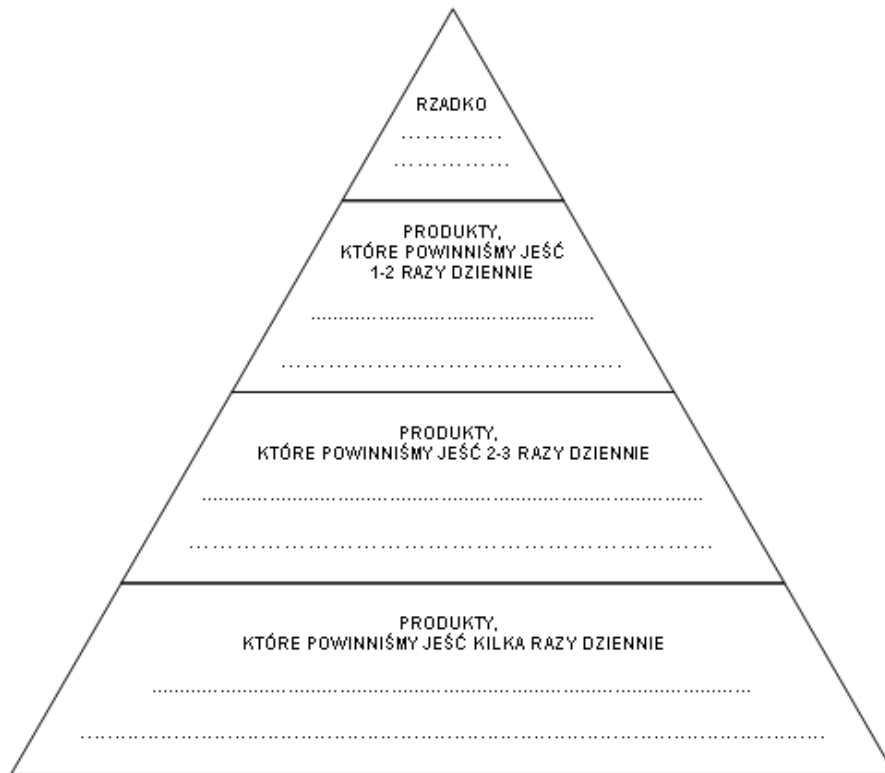 RZADKO
…………..
……………
PRODUKTY,
KTÓRE POWINNIŚMY JEŚĆ
1-2 RAZY DZIENNIE
............................................................
…………………………………….
PRODUKTY,
KTÓRE POWINNIŚMY JEŚĆ 2-3 RAZY DZIENNIE
..........................................................................................................
…………………………………………………………
PRODUKTY,
KTÓRE POWINNIŚMY JEŚĆ KILKA RAZY DZIENNIE
..............................................................................................................................
……………………………………………………………………………………………